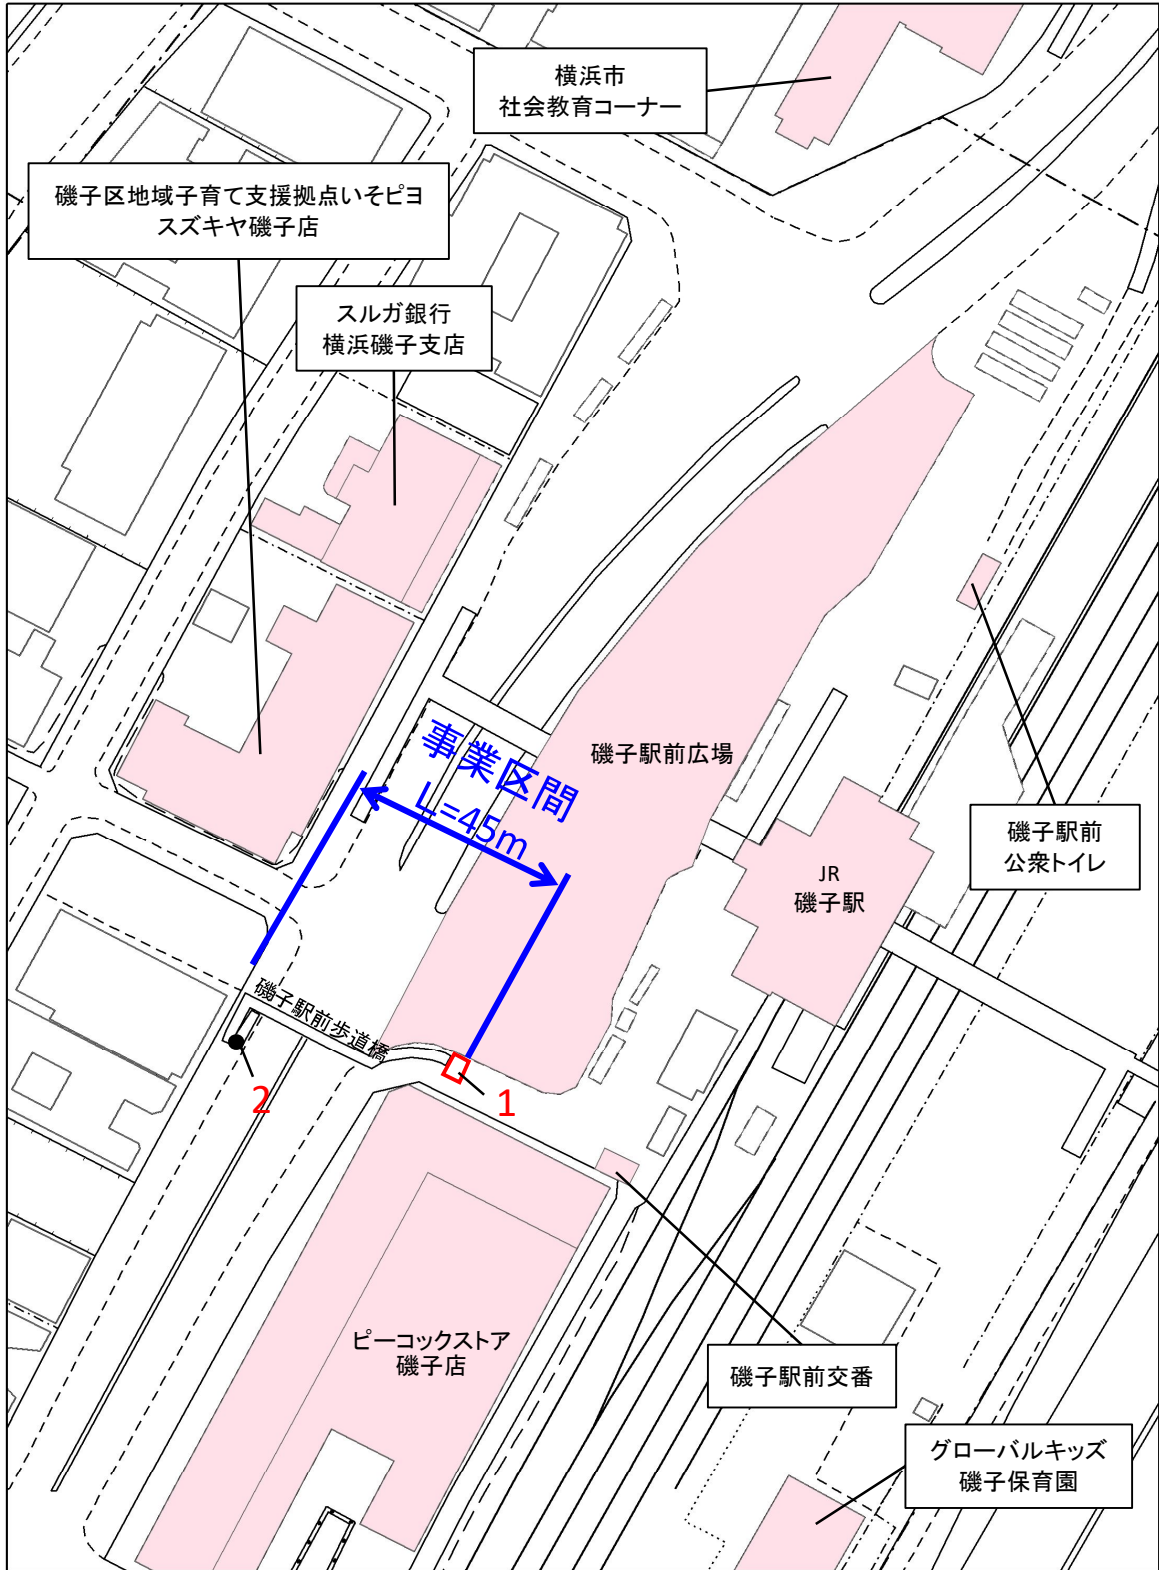 横浜市
社会教育コーナー
磯子区地域子育て支援拠点いそピヨ
スズキヤ磯子店
スルガ銀行
横浜磯子支店
事業区間
L=45m
磯子駅前広場
磯子駅前
公衆トイレ
JR
磯子駅
磯子駅前歩道橋
2
1
ピーコックストア
磯子店
磯子駅前交番
グローバルキッズ
磯子保育園